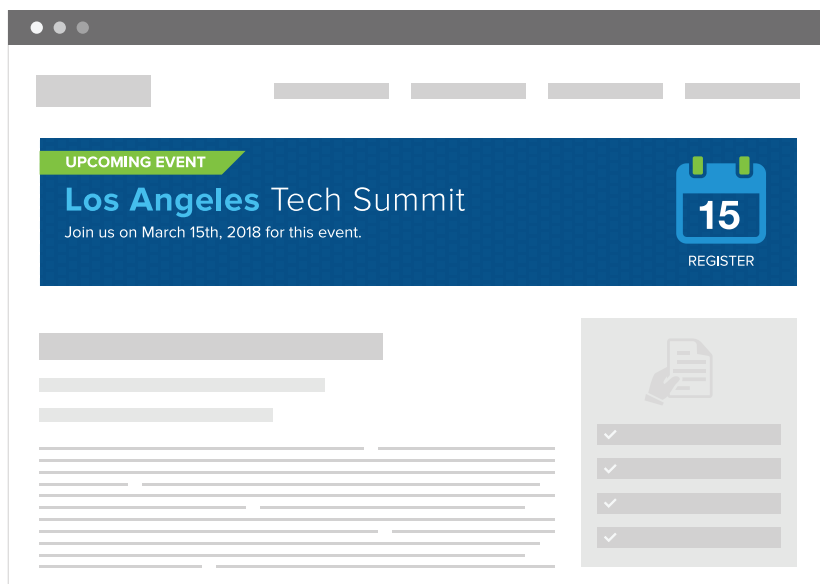 UPCOMING EVENT
Los Angeles Tech Summit
Join us on March 15th, 2018 for this event.
15
REGISTER